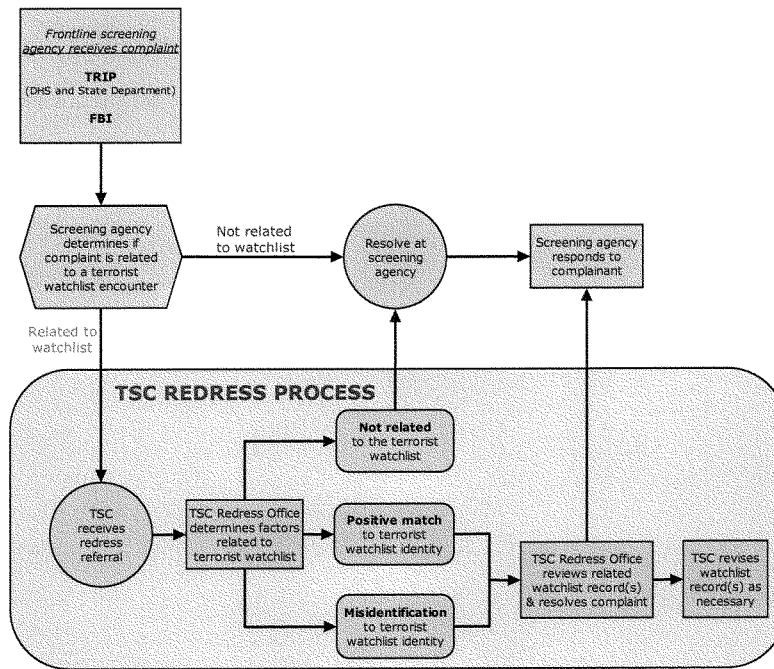 Frontline screening
agency receives complaint
TRIP
(DHS and State Department)
FBI
Screening agency
determines if
complaint is related
to a terrorist
watchlist encounter
Not related
to watchlist
Resolve at
screening
agency
Screening agency
responds to
complainant
Related to
watchlist
TSC REDRESS PROCESS
Not related
to the terrorist
watchlist
TSC
receives
redress
referral
TSC Redress Office
determines factors
related to
terrorist watchlist
Positive match
to terrorist
watchlist identity
Misidentification
to terrorist
watchlist identity
TSC Redress Office
reviews related
watchlist record(s)
& resolves complaint
TSC revises
watchlist
record(s) as
necessary